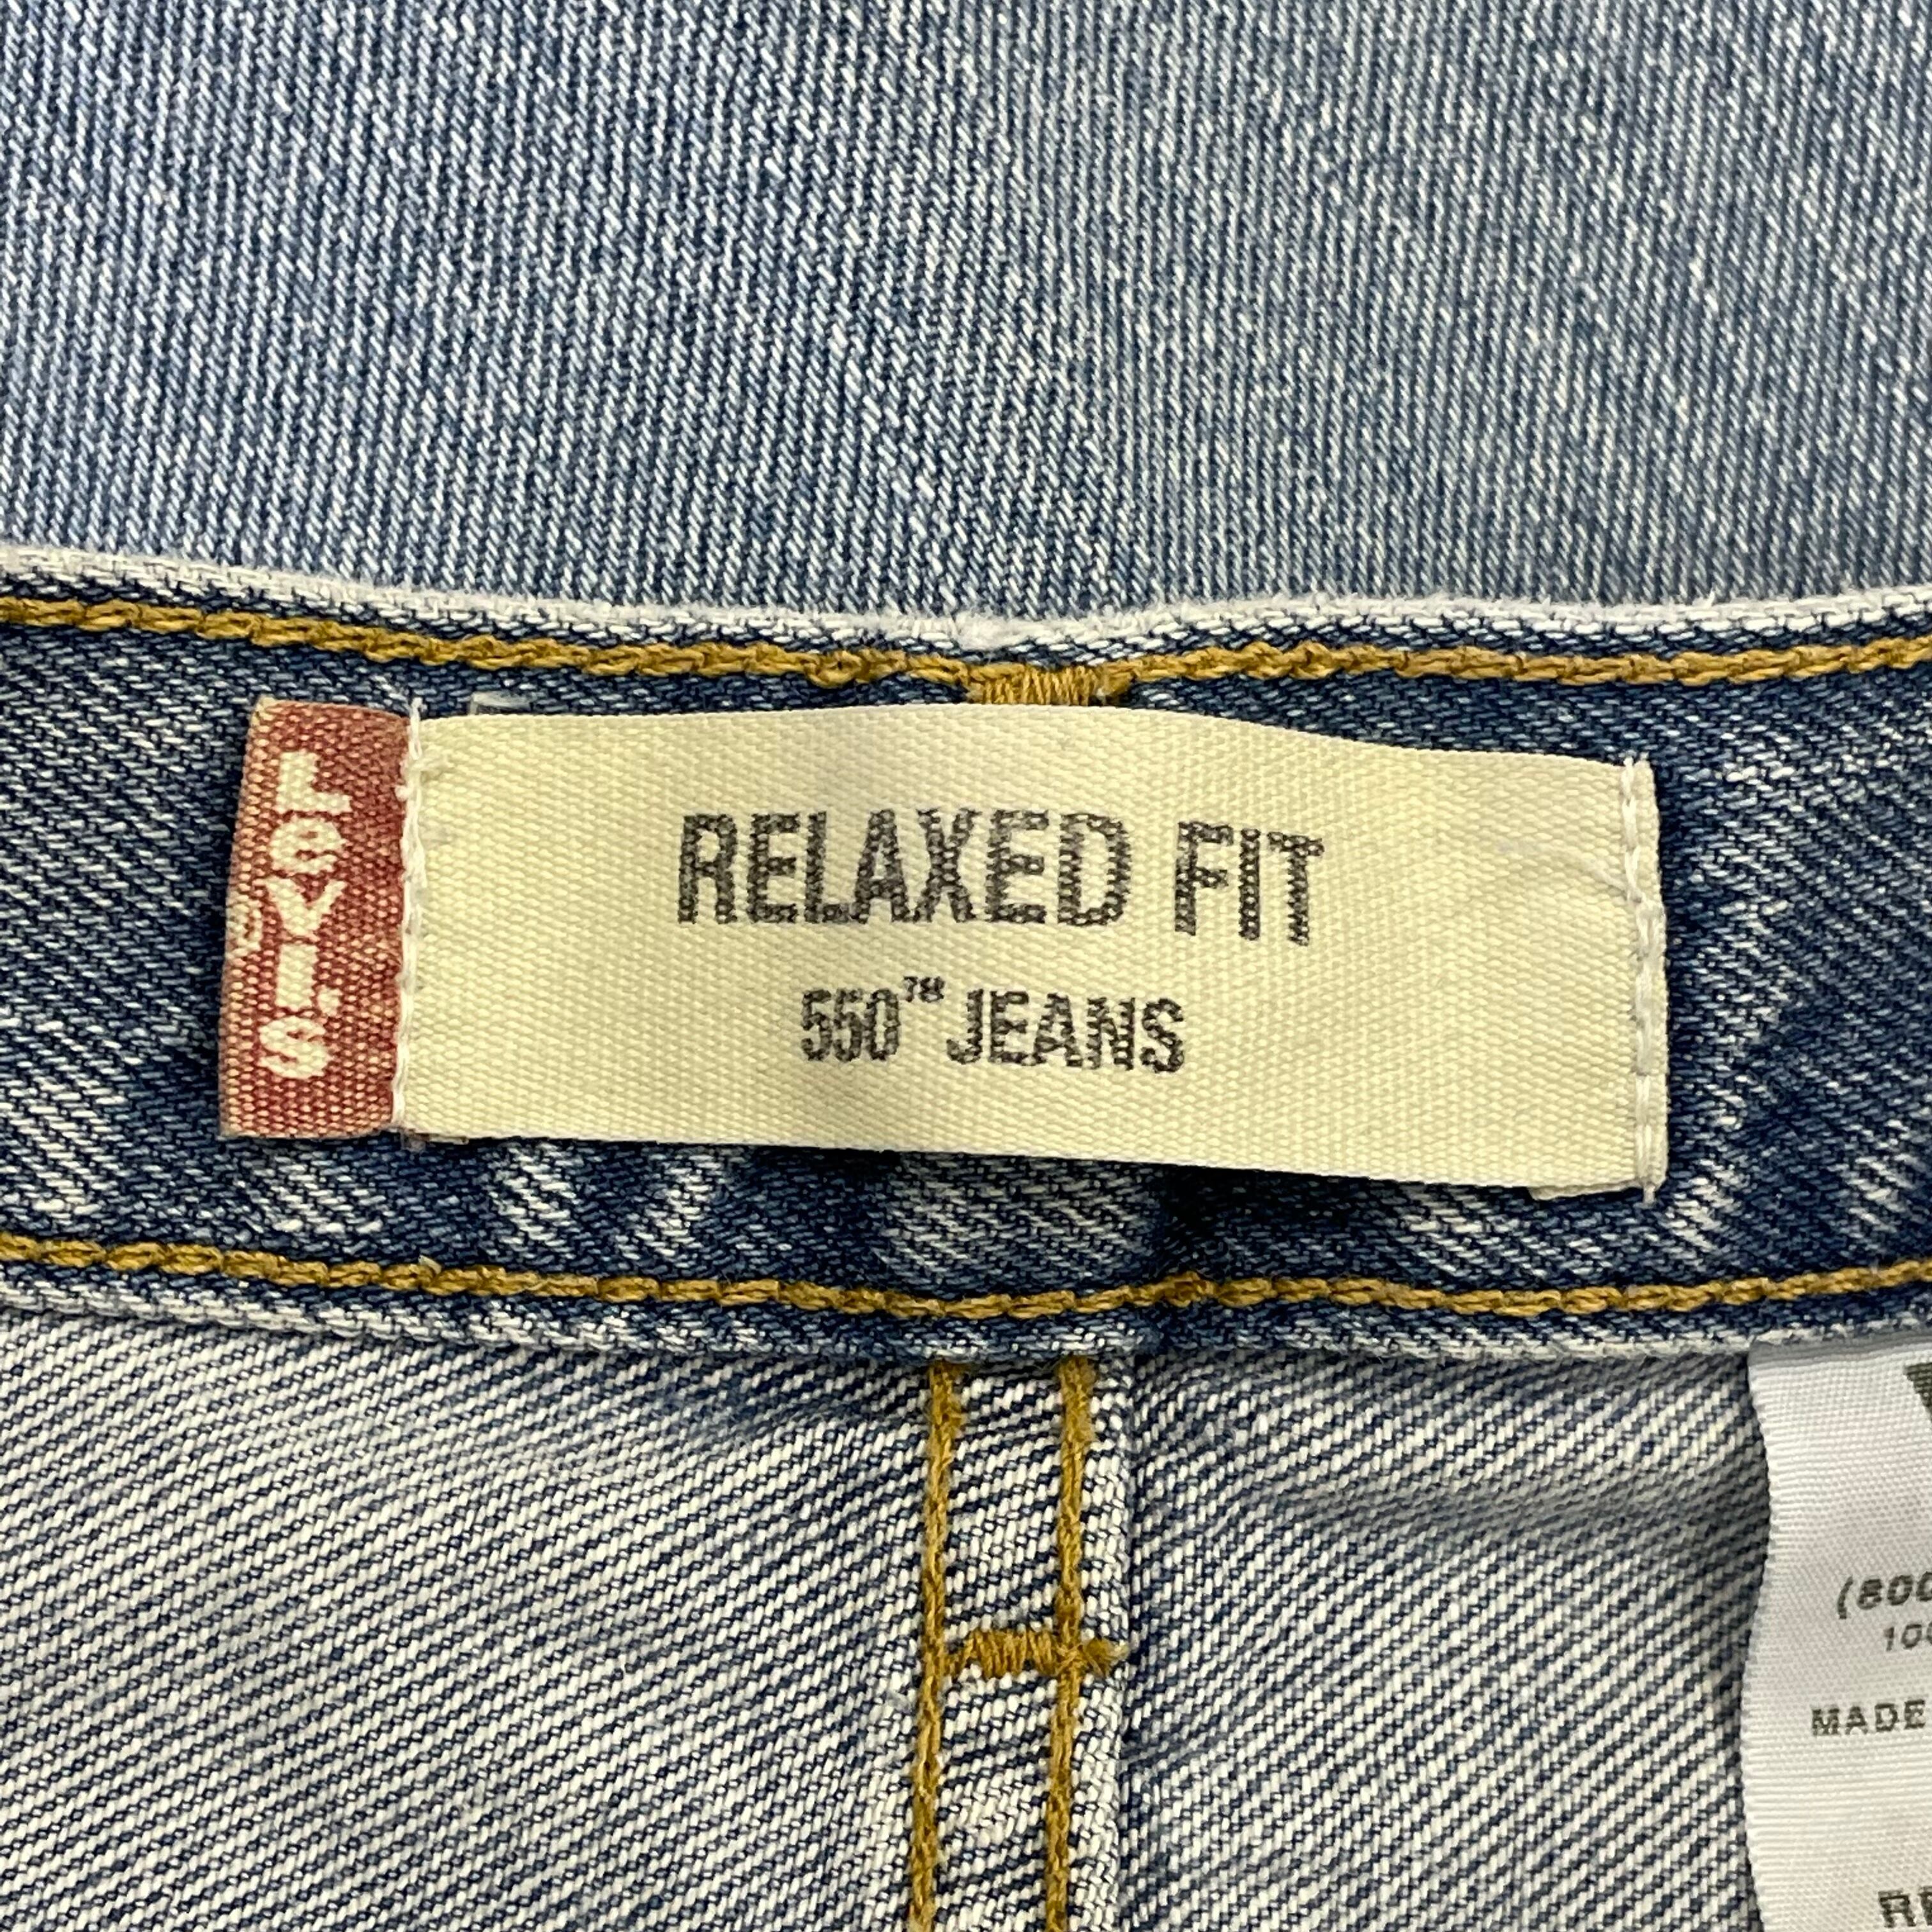 Levi's
RELAXED FIT
550™ JEANS
MADE